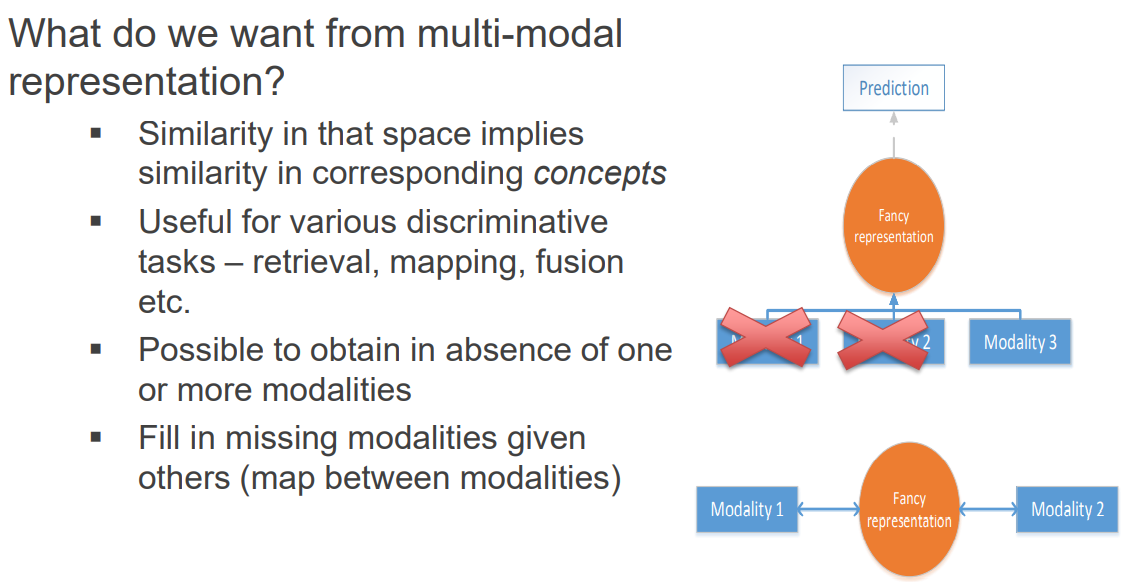 What do we want from multi-modal
representation?
▪ Similarity in that space implies
similarity in corresponding concepts
▪ Useful for various discriminative
tasks – retrieval, mapping, fusion
etc.
▪ Possible to obtain in absence of one
or more modalities
▪ Fill in missing modalities given
others (map between modalities)
Prediction
Fancy
representation
1
2
Modality 3
Modality 1
Fancy
representation
Modality 2